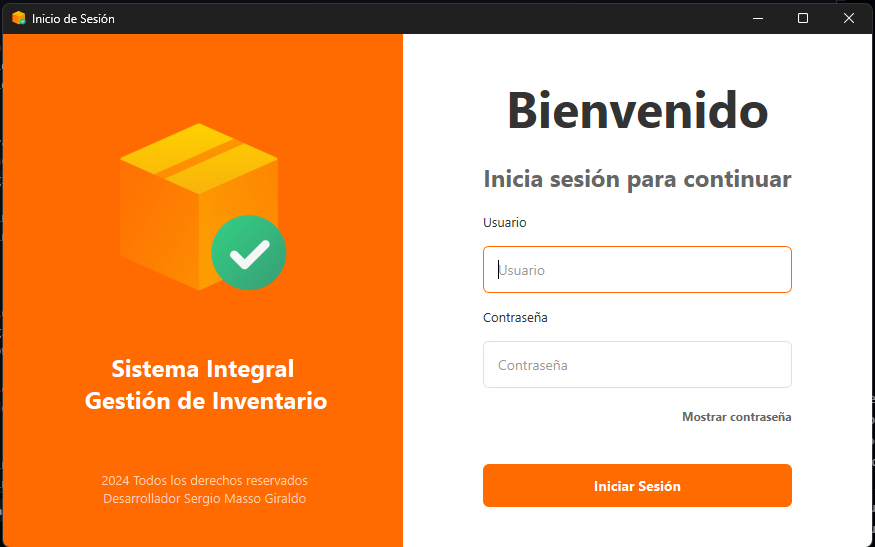 Inicio de Sesión
Sistema Integral
Gestión de Inventario
2024 Todos los derechos reservados
Desarrollador Sergio Masso Giraldo
Bienvenido
Inicia sesión para continuar
Usuario
Usuario
Contraseña
Contraseña
Mostrar contraseña
Iniciar Sesión